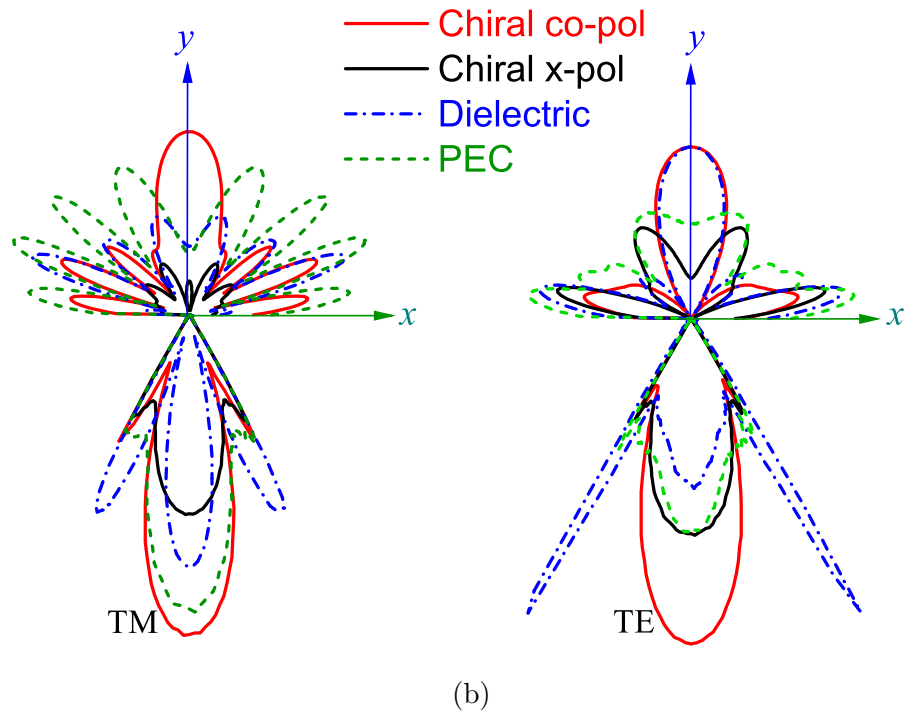 Chiral co-pol
Chiral x-pol
Dielectric
PEC
y
y
x
x
TM
TE
(b)